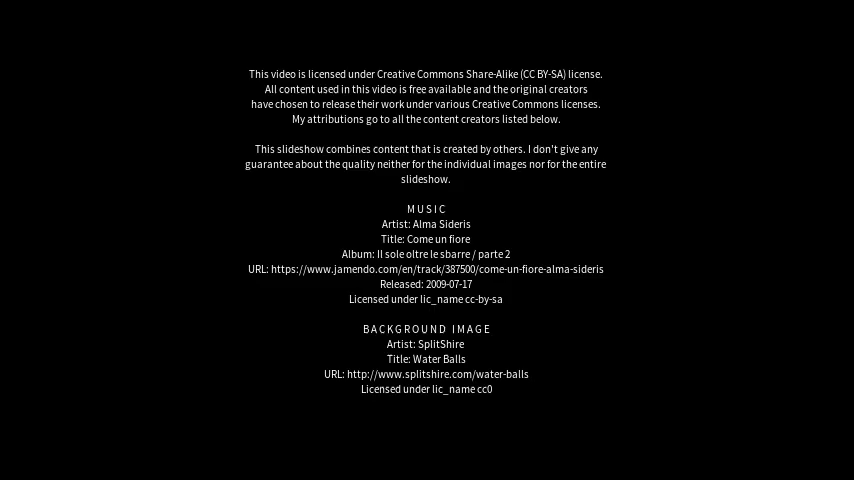 This video is licensed under Creative Commons Share-Alike (CC BY-SA) license.
All content used in this video is free available and the original creators
have chosen to release their work under various Creative Commons licenses.
My attributions go to all the content creators listed below.
This slideshow combines content that is created by others. I don't give any
guarantee about the quality neither for the individual images nor for the entire
slideshow.
MUSIC
Artist: Alma Sideris
Title: Come un fiore
Album: Il sole oltre le sbarre / parte 2
URL: https://www.jamendo.com/en/track/387500/come-un-fiore-alma-sideris
Released: 2009-07-17
Licensed under lic_name cc-by-sa
BACKGROUND IMAGE
Artist: SplitShire
Title: Water Balls
URL: http://www.splitshire.com/water-balls
Licensed under lic_name cc0